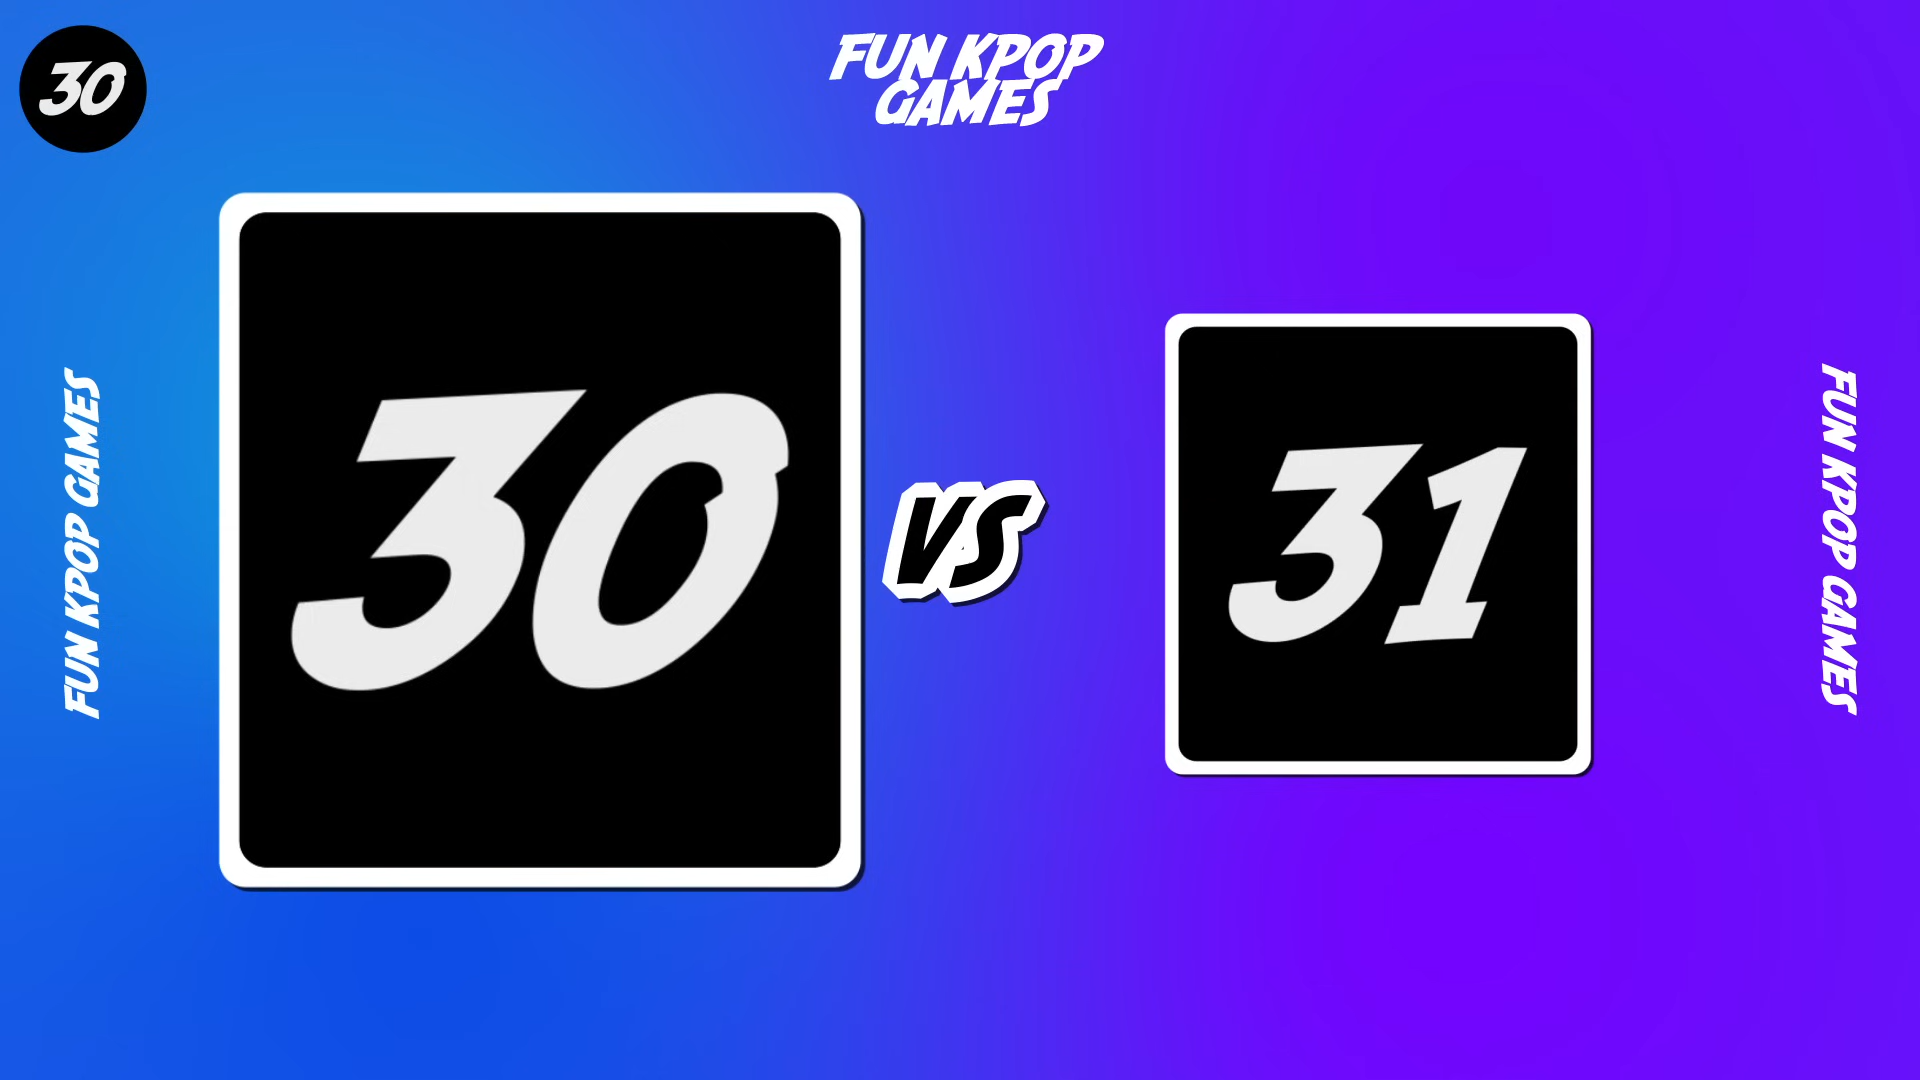 30
FUN KPOP
GAMES
FUN KPOP GAMES
30
VS
31
FUN KPOP GAMES